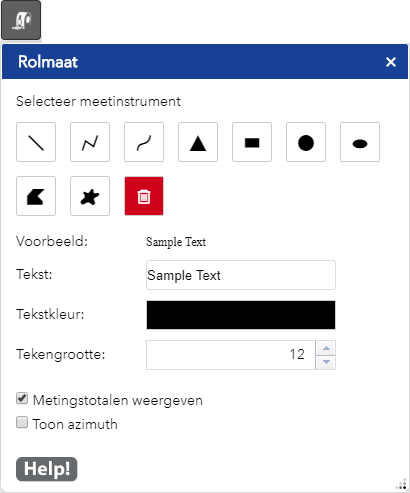 Rolmaat
Selecteer meetinstrument
Voorbeeld: Sample Text
Tekst: Sample Text
Tekstkleur:
Tekengrootte: 12
Metingstotalen weergeven
Toon azimuth
Help!